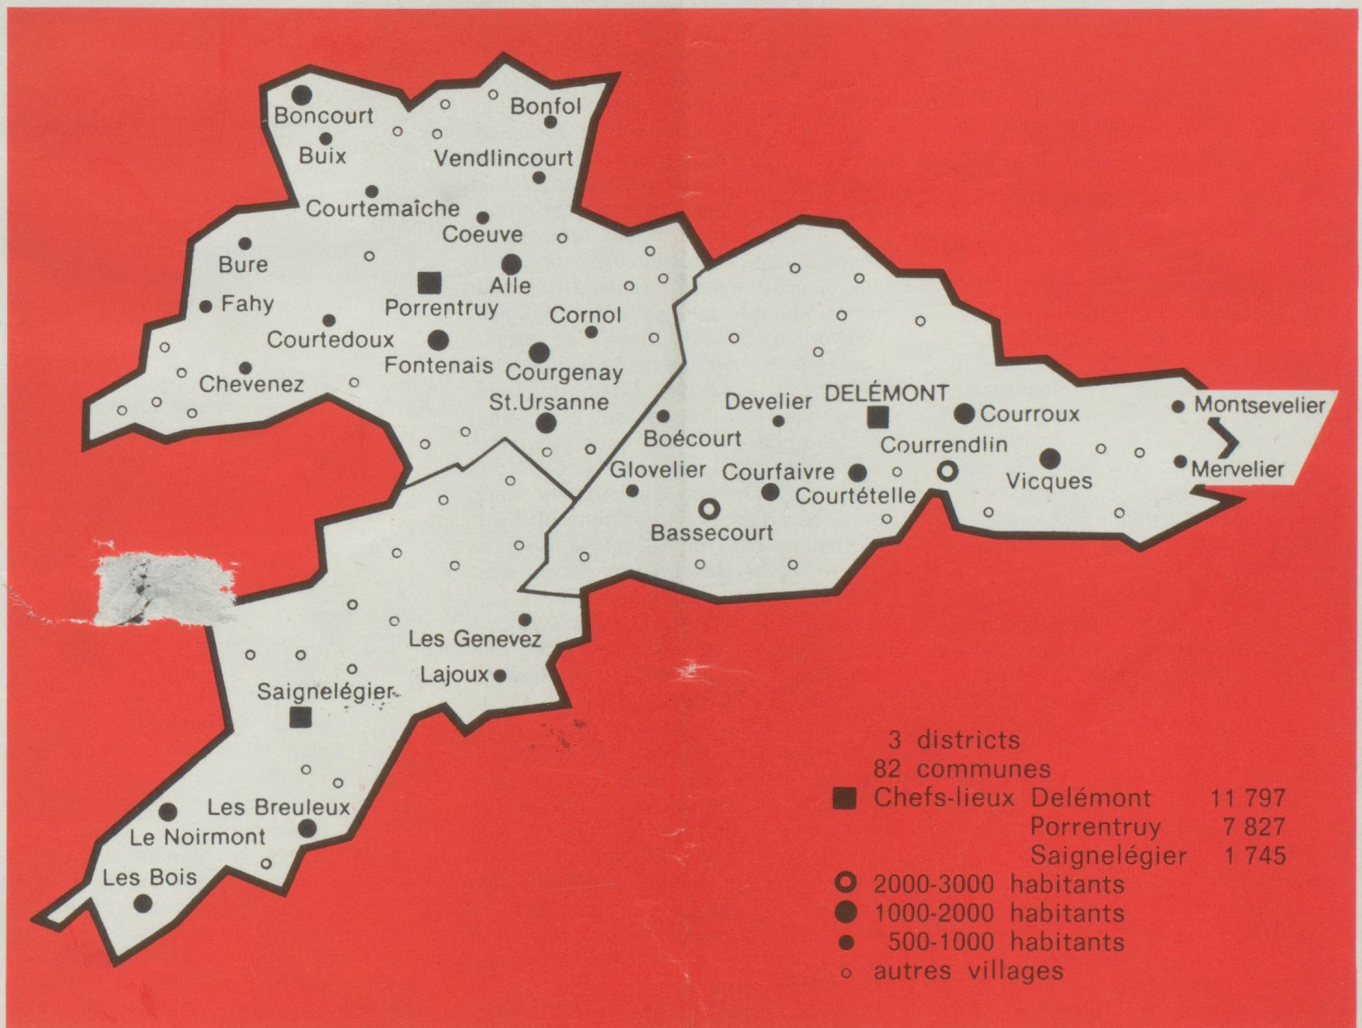 Bonfol
Boncourt
Buix
Vendlincourt
Courtemaîche
Coeuve
Bure
Alle
Fahy
Porrentruy
Cornol
Courtedoux
Fontenais
Courgenay
Chevenez
St.Ursanne
Develier
DELÉMONT
Courroux
Montsevelier
Boécourt
Courrendlin
Glovelier
Courfaivre
Vicques
Mervelier
Courtételle
Bassecourt
Les Genevez
Lajoux
Saignelégier
Les Breuleux
Le Noirmont
Les Bois
3 districts
82 communes
Chefs-lieux Delémont 11 797
Porrentruy 7 827
Saignelégier 1 745
2000-3000 habitants
1000-2000 habitants
500-1000 habitants
autres villages